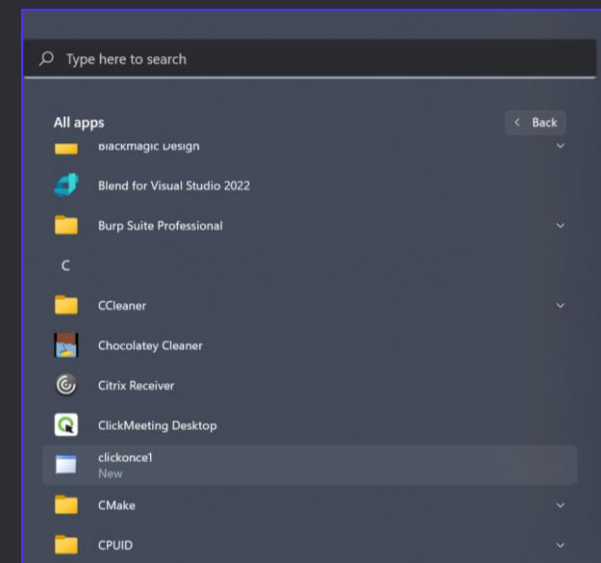 Type here to search
All apps
Back
Blackmagic Design
Blend for Visual Studio 2022
Burp Suite Professional
C
CCleaner
Chocolatey Cleaner
Citrix Receiver
ClickMeeting Desktop
clickonce1
New
CMake
CPUID